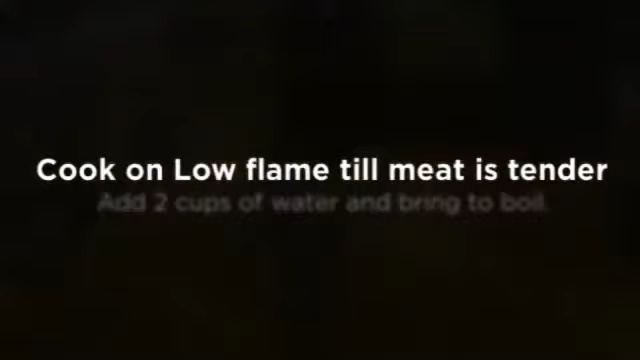 Cook on Low flame till meat is tender
Add 2 cups of water and bring to boil